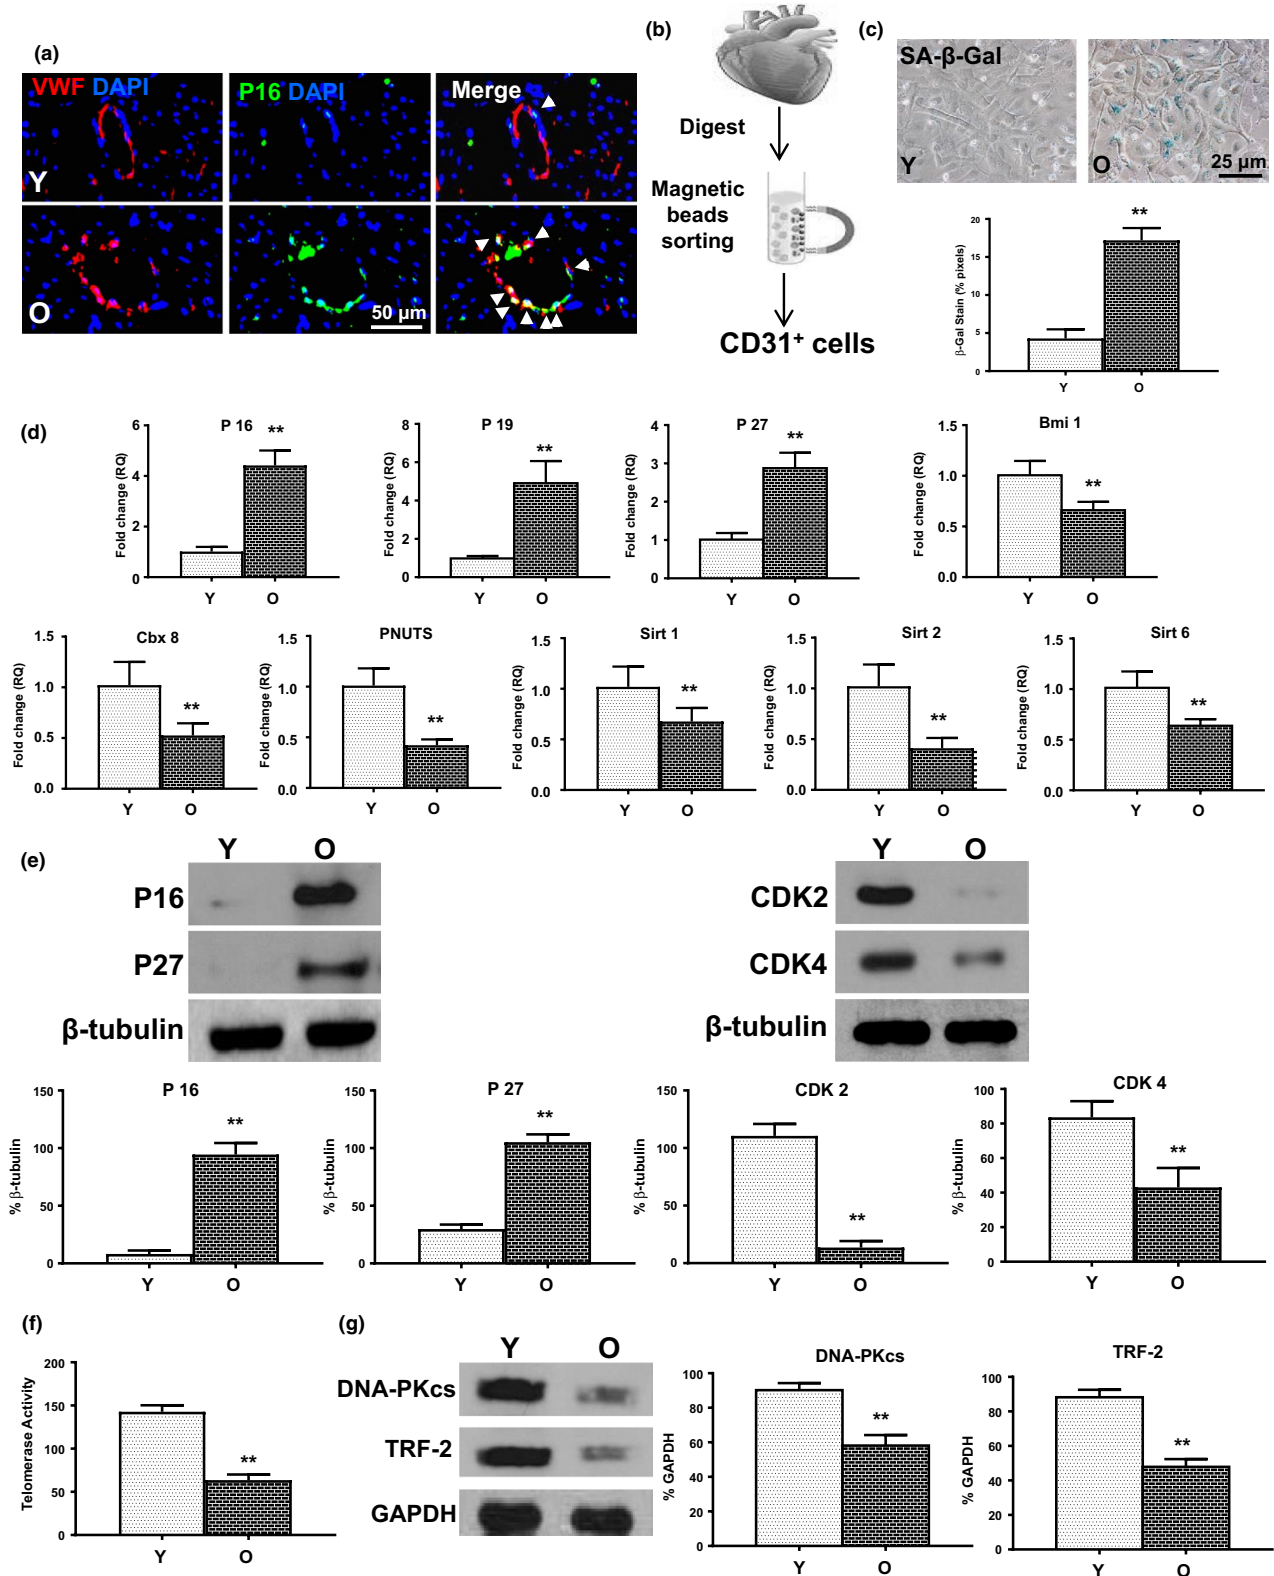 (a)
VWF DAPI
P16 DAPI
Merge
Y
O
50 µm
(b)
Digest
Magnetic
beads
sorting
CD31+ cells
(c)
SA-β-Gal
Y
O
25 µm
β-Gal Stain (% pixels)
20
15
10
5
0
**
Y
O
(d)
P 16
**
Fold change (RQ)
6
4
2
0
Y
O
P 19
**
Fold change (RQ)
8
6
4
2
0
Y
O
P 27
**
Fold change (RQ)
4
3
2
1
0
Y
O
Bmi 1
**
Fold change (RQ)
1.5
1.0
0.5
0.0
Y
O
Cbx 8
**
Fold change (RQ)
1.5
1.0
0.5
0.0
Y
O
PNUTS
**
Fold change (RQ)
1.5
1.0
0.5
0.0
Y
O
Sirt 1
**
Fold change (RQ)
1.5
1.0
0.5
0.0
Y
O
Sirt 2
**
Fold change (RQ)
1.5
1.0
0.5
0.0
Y
O
Sirt 6
**
Fold change (RQ)
1.5
1.0
0.5
0.0
Y
O
(e)
Y O
P16
P27
β-tubulin
Y O
CDK2
CDK4
β-tubulin
P 16
**
% β-tubulin
150
100
50
0
Y
O
P 27
**
% β-tubulin
150
100
50
0
Y
O
CDK 2
**
% β-tubulin
150
100
50
0
Y
O
CDK 4
**
% β-tubulin
100
80
60
40
20
0
Y
O
(f)
Telomerase Activity
200
150
100
50
0
**
Y
O
(g)
Y O
DNA-PKcs
TRF-2
GAPDH
DNA-PKcs
**
% GAPDH
100
80
60
40
20
0
Y
O
TRF-2
**
% GAPDH
100
80
60
40
20
0
Y
O